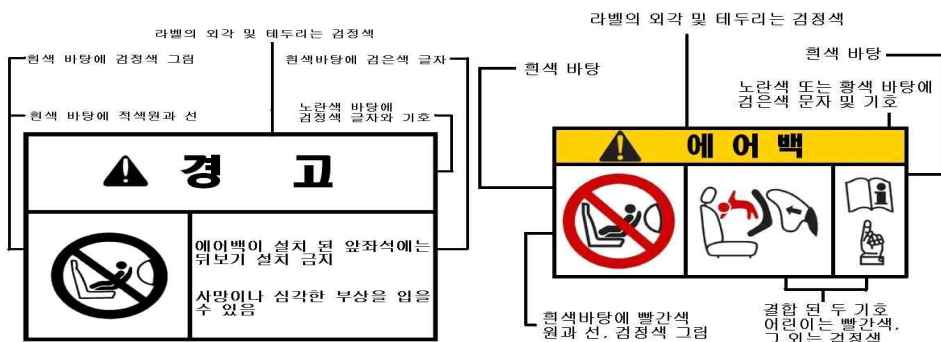 라벨의 외각 및 테두리는 검정색
흰색 바탕에 검정색 그림
흰색바탕에 검은색 글자
흰색 바탕에 적색원과 선
노란색 바탕에
검정색 글자와 기호
경 고
에어백이 설치 된 앞좌석에는
뒤보기 설치 금지
사망이나 심각한 부상을 입을
수 있음
라벨의 외각 및 테두리는 검정색
흰색 바탕
흰색 바탕
노란색 또는 황색 바탕에
검은색 문자 및 기호
에 어 백
흰색바탕에 빨간색
원과 선, 검정색 그림
결합 된 두 기호
어린이는 빨간색,
그 외는 검정색